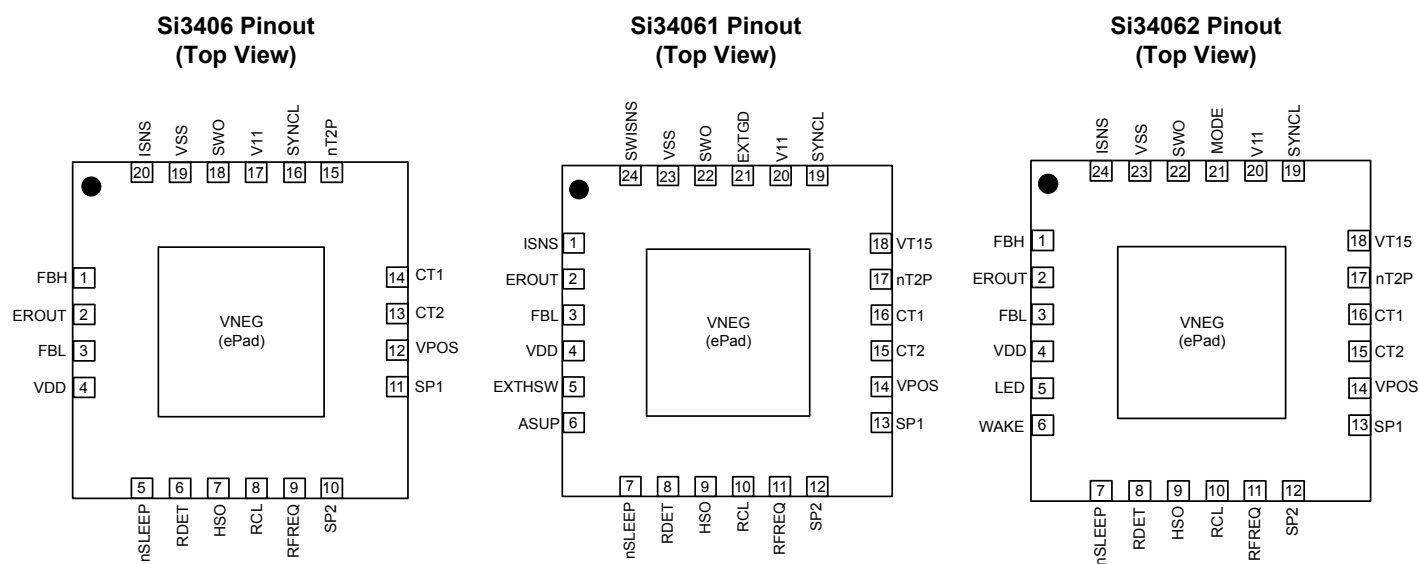 Si3406 Pinout
(Top View)
ISNS
VSS
SWO
V11
SYNCL
nT2P
20
19
18
17
16
15
FBH 1
EROUT 2
FBL 3
VDD 4
VNEG
(ePad)
14 CT1
13 CT2
12 VPOS
11 SP1
5
6
7
8
9
10
nSLEEP
RDET
HSO
RCL
RFREQ
SP2
Si34061 Pinout
(Top View)
SWISNS
VSS
SWO
EXTGD
V11
SYNCL
24
23
22
21
20
19
ISNS 1
EROUT 2
FBL 3
VDD 4
EXTHSW 5
ASUP 6
VNEG
(ePad)
18 VT15
17 nT2P
16 CT1
15 CT2
14 VPOS
13 SP1
7
8
9
10
11
12
nSLEEP
RDET
HSO
RCL
RFREQ
SP2
Si34062 Pinout
(Top View)
ISNS
VSS
SWO
MODE
V11
SYNCL
24
23
22
21
20
19
FBH 1
EROUT 2
FBL 3
VDD 4
LED 5
WAKE 6
VNEG
(ePad)
18 VT15
17 nT2P
16 CT1
15 CT2
14 VPOS
13 SP1
7
8
9
10
11
12
nSLEEP
RDET
HSO
RCL
RFREQ
SP2